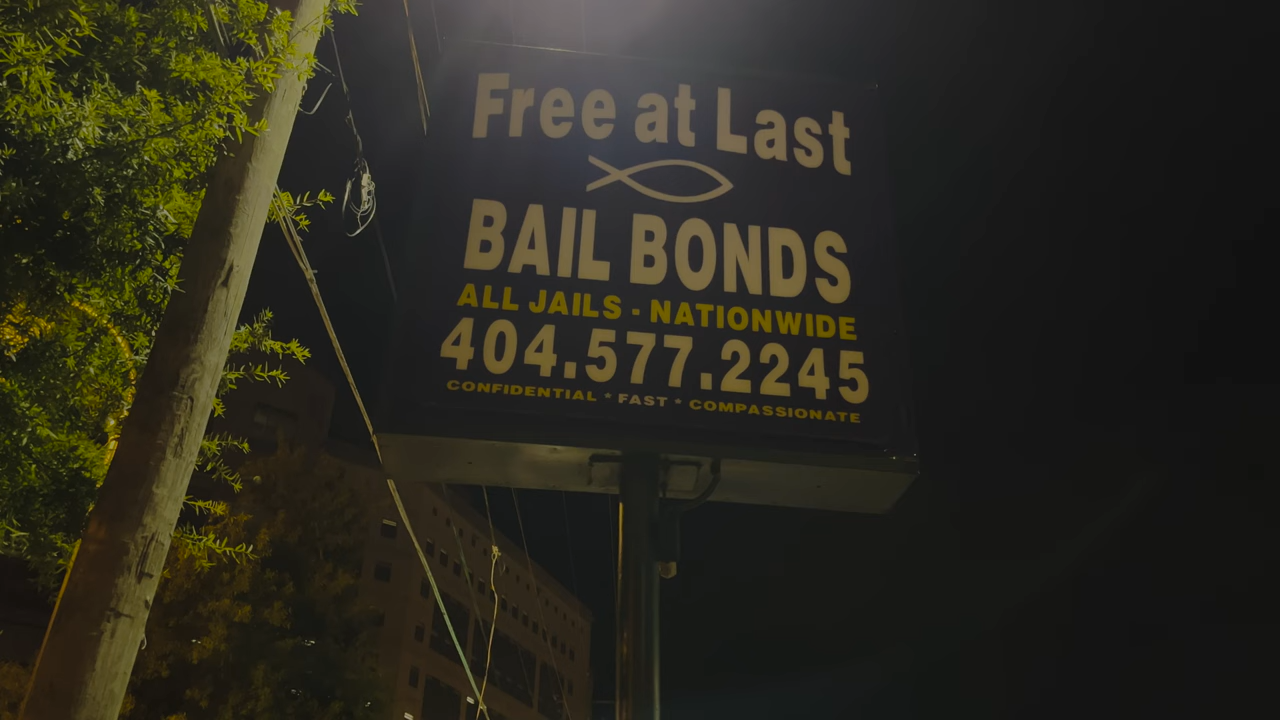 Free at Last
BAIL BONDS
ALL JAILS - NATIONWIDE
404.577.2245
CONFIDENTIAL * FAST * COMPASSIONATE